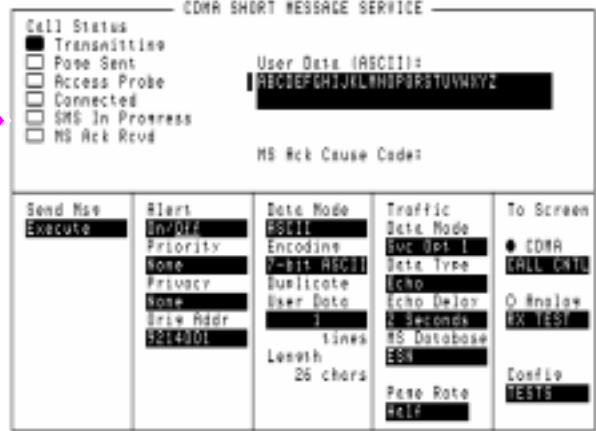 CDMA SHORT MESSAGE SERVICE
Call Status
Transmitting
Page Sent
Access Probe
Connected
SMS In Progress
MS Ack Rcvd
User Data (ASCII):
ABCDEFGHIJKLMNOPQRSTUVWXYZ
MS Ack Cause Code:
Send Msg
Execute
Alert
On/Off
Priority
None
Privacy
None
Orig Addr
9214001
Data Mode
ASCII
Encoding
7-bit ASCII
Duplicate
User Data
1
times
Length
26 chars
Traffic
Data Mode
Svc Opt 1
Data Type
Echo
Echo Delay
2 Seconds
MS Database
ESN
Page Rate
Half
To Screen
CDMA
CALL CNTL
Analog
RX TEST
Config
TESTS